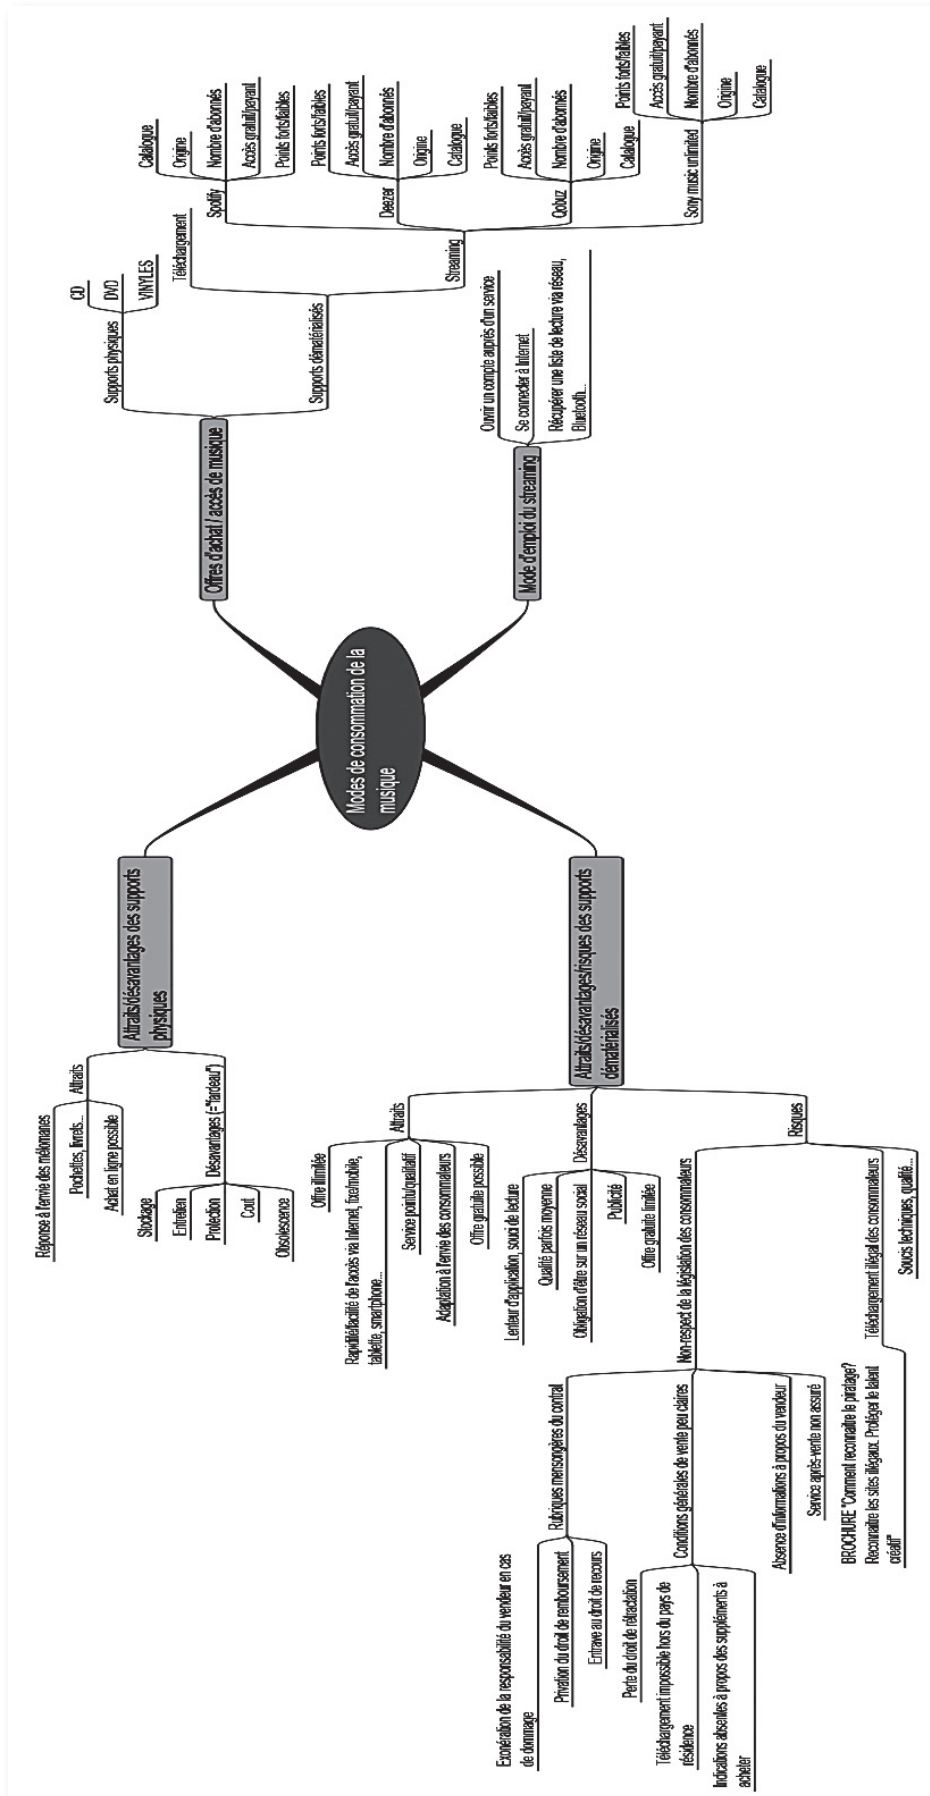 Modes de consommation de la
musique
Offres d'achat / accès de musique
Supports physiques
CD
DVD
VINYLES
Supports dématérialisés
Téléchargement
Streaming
Spotify
Catalogue
Origine
Nombre d'abonnés
Accès gratuit/payant
Points forts/faibles
Deezer
Points forts/faibles
Accès gratuit/payant
Nombre d'abonnés
Origine
Catalogue
Qobuz
Points forts/faibles
Accès gratuit/payant
Nombre d'abonnés
Origine
Catalogue
Sony music unlimited
Points forts/faibles
Accès gratuit/payant
Nombre d'abonnés
Origine
Catalogue
Mode d'emploi du streaming
Ouvrir un compte auprès d'un service
Se connecter à Internet
Récupérer une liste de lecture via réseau,
Bluetooth...
Attraits/désavantages des supports
physiques
Attraits
Réponse à l'envie des mélomanes
Pochettes, livrets...
Achat en ligne possible
Désavantages (="fardeau")
Stockage
Entretien
Protection
Cout
Obsolescence
Attraits/désavantages/risques des supports
dématérialisés
Attraits
Offre illimitée
Rapidité/facilité de l'accès via Internet, fixe/mobile,
tablette, smartphone...
Service pointu/qualitatif
Adaptation à l'envie des consommateurs
Offre gratuite possible
Désavantages
Lenteur d'application, souci de lecture
Qualité parfois moyenne
Obligation d'être sur un réseau social
Publicité
Offre gratuite limitée
Risques
Non-respect de la législation des consommateurs
Rubriques mensongères du contrat
Exonération de la responsabilité du vendeur en cas
de dommage
Privation du droit de remboursement
Entrave au droit de recours
Conditions générales de vente peu claires
Perte du droit de rétractation
Téléchargement impossible hors du pays de
résidence
Indications absentes à propos des suppléments à
acheter
Absence d'informations à propos du vendeur
Service après-vente non assuré
Téléchargement illégal des consommateurs
BROCHURE "Comment reconnaitre le piratage?
Reconnaitre les sites illégaux. Protéger le talent
créatif"
Soucis techniques, qualité...